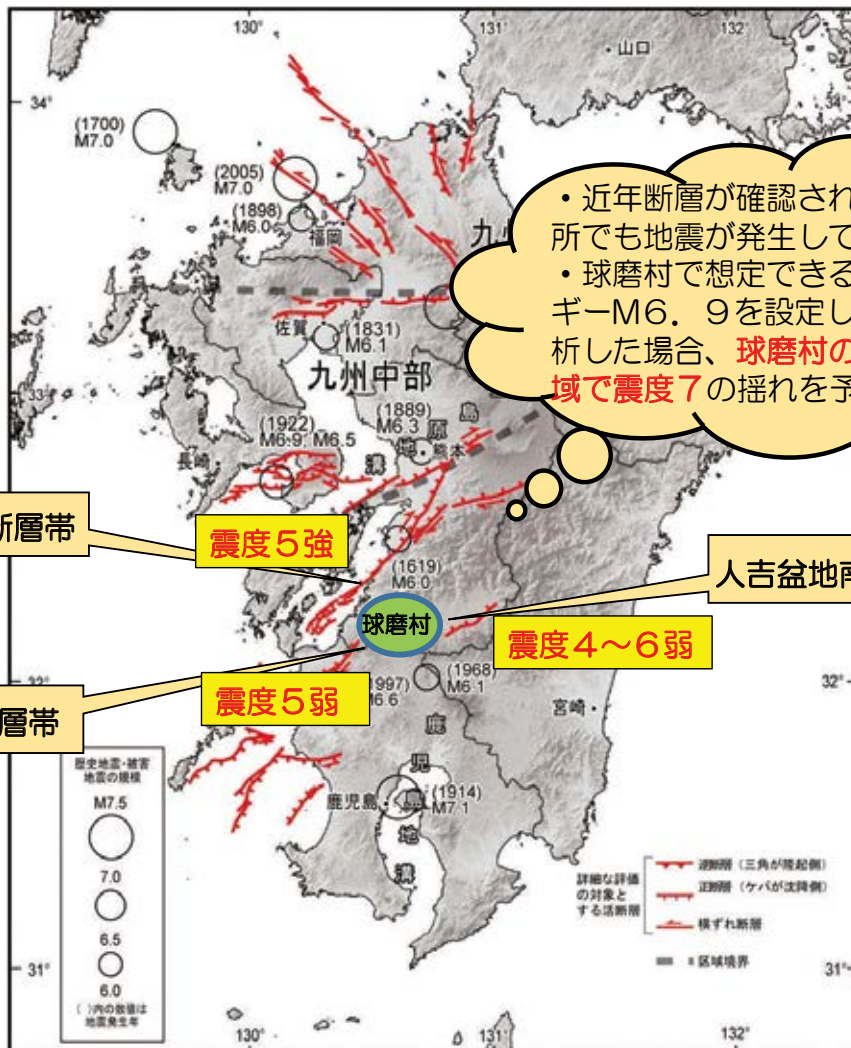 130°
131°
132°
34°
・山口
(1700)
M7.0
(2005)
M7.0
(1898)
M6.0
福岡
九
・近年断層が確認され
所でも地震が発生して
・球磨村で想定できる
ギーM6．9を設定し
析した場合、球磨村の
域で震度７の揺れを予
佐賀
(1831)
M6.1
九州中部
33°
(1889)
M6.3
熊本
島
原
地
溝
(1922)
M6.9, M6.5
長崎
断層帯
震度５強
(1619)
M6.0
人吉盆地南
球磨村
震度４～６弱
32°
32°
層帯
震度５弱
1997)
6.6
(1968)
M6.1
宮崎
鹿
児
島
地
溝
鹿児島
(1914)
M7.1
歴史地震・被害
地震の規模
M7.5
7.0
6.5
6.0
( )内の数値は
地震発生年
詳細な評価
の対象と
する活断層
逆断層（三角が隆起側）
正断層（ケバが沈降側）
横ずれ断層
区域境界
31°
31°
130°
131°
132°